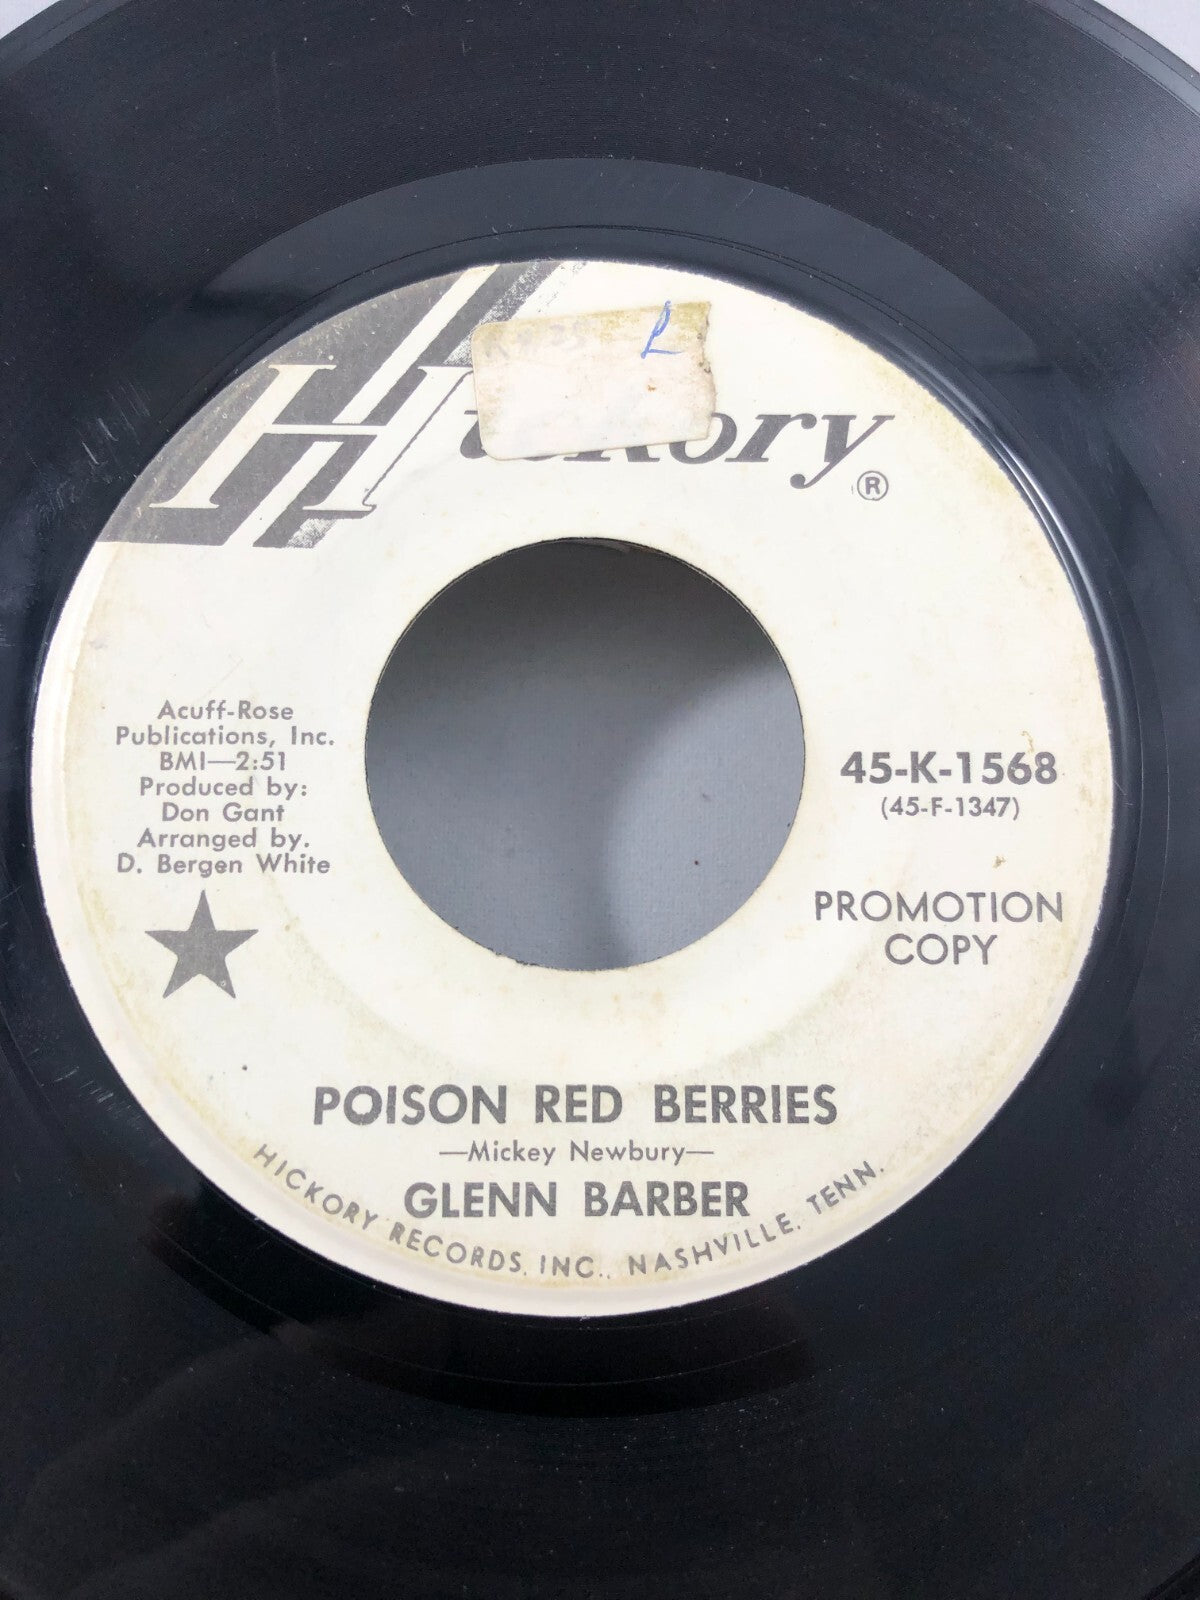 L
Hickory ®
Acuff-Rose
Publications, Inc.
BMI—2:51
Produced by:
Don Gant
Arranged by.
D. Bergen White
45-K-1568
(45-F-1347)
PROMOTION
COPY
POISON RED BERRIES
—Mickey Newbury—
GLENN BARBER
HICKORY RECORDS, INC., NASHVILLE, TENN.